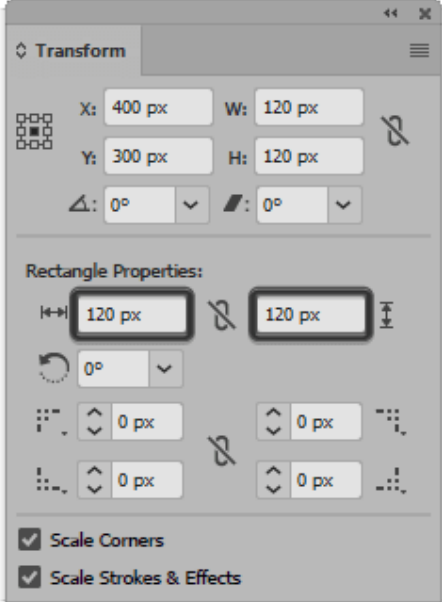 Transform
X: 400 px W: 120 px
Y: 300 px H: 120 px
: 0° : 0°
Rectangle Properties:
120 px 120 px
0°
0 px 0 px
0 px 0 px
Scale Corners
Scale Strokes & Effects